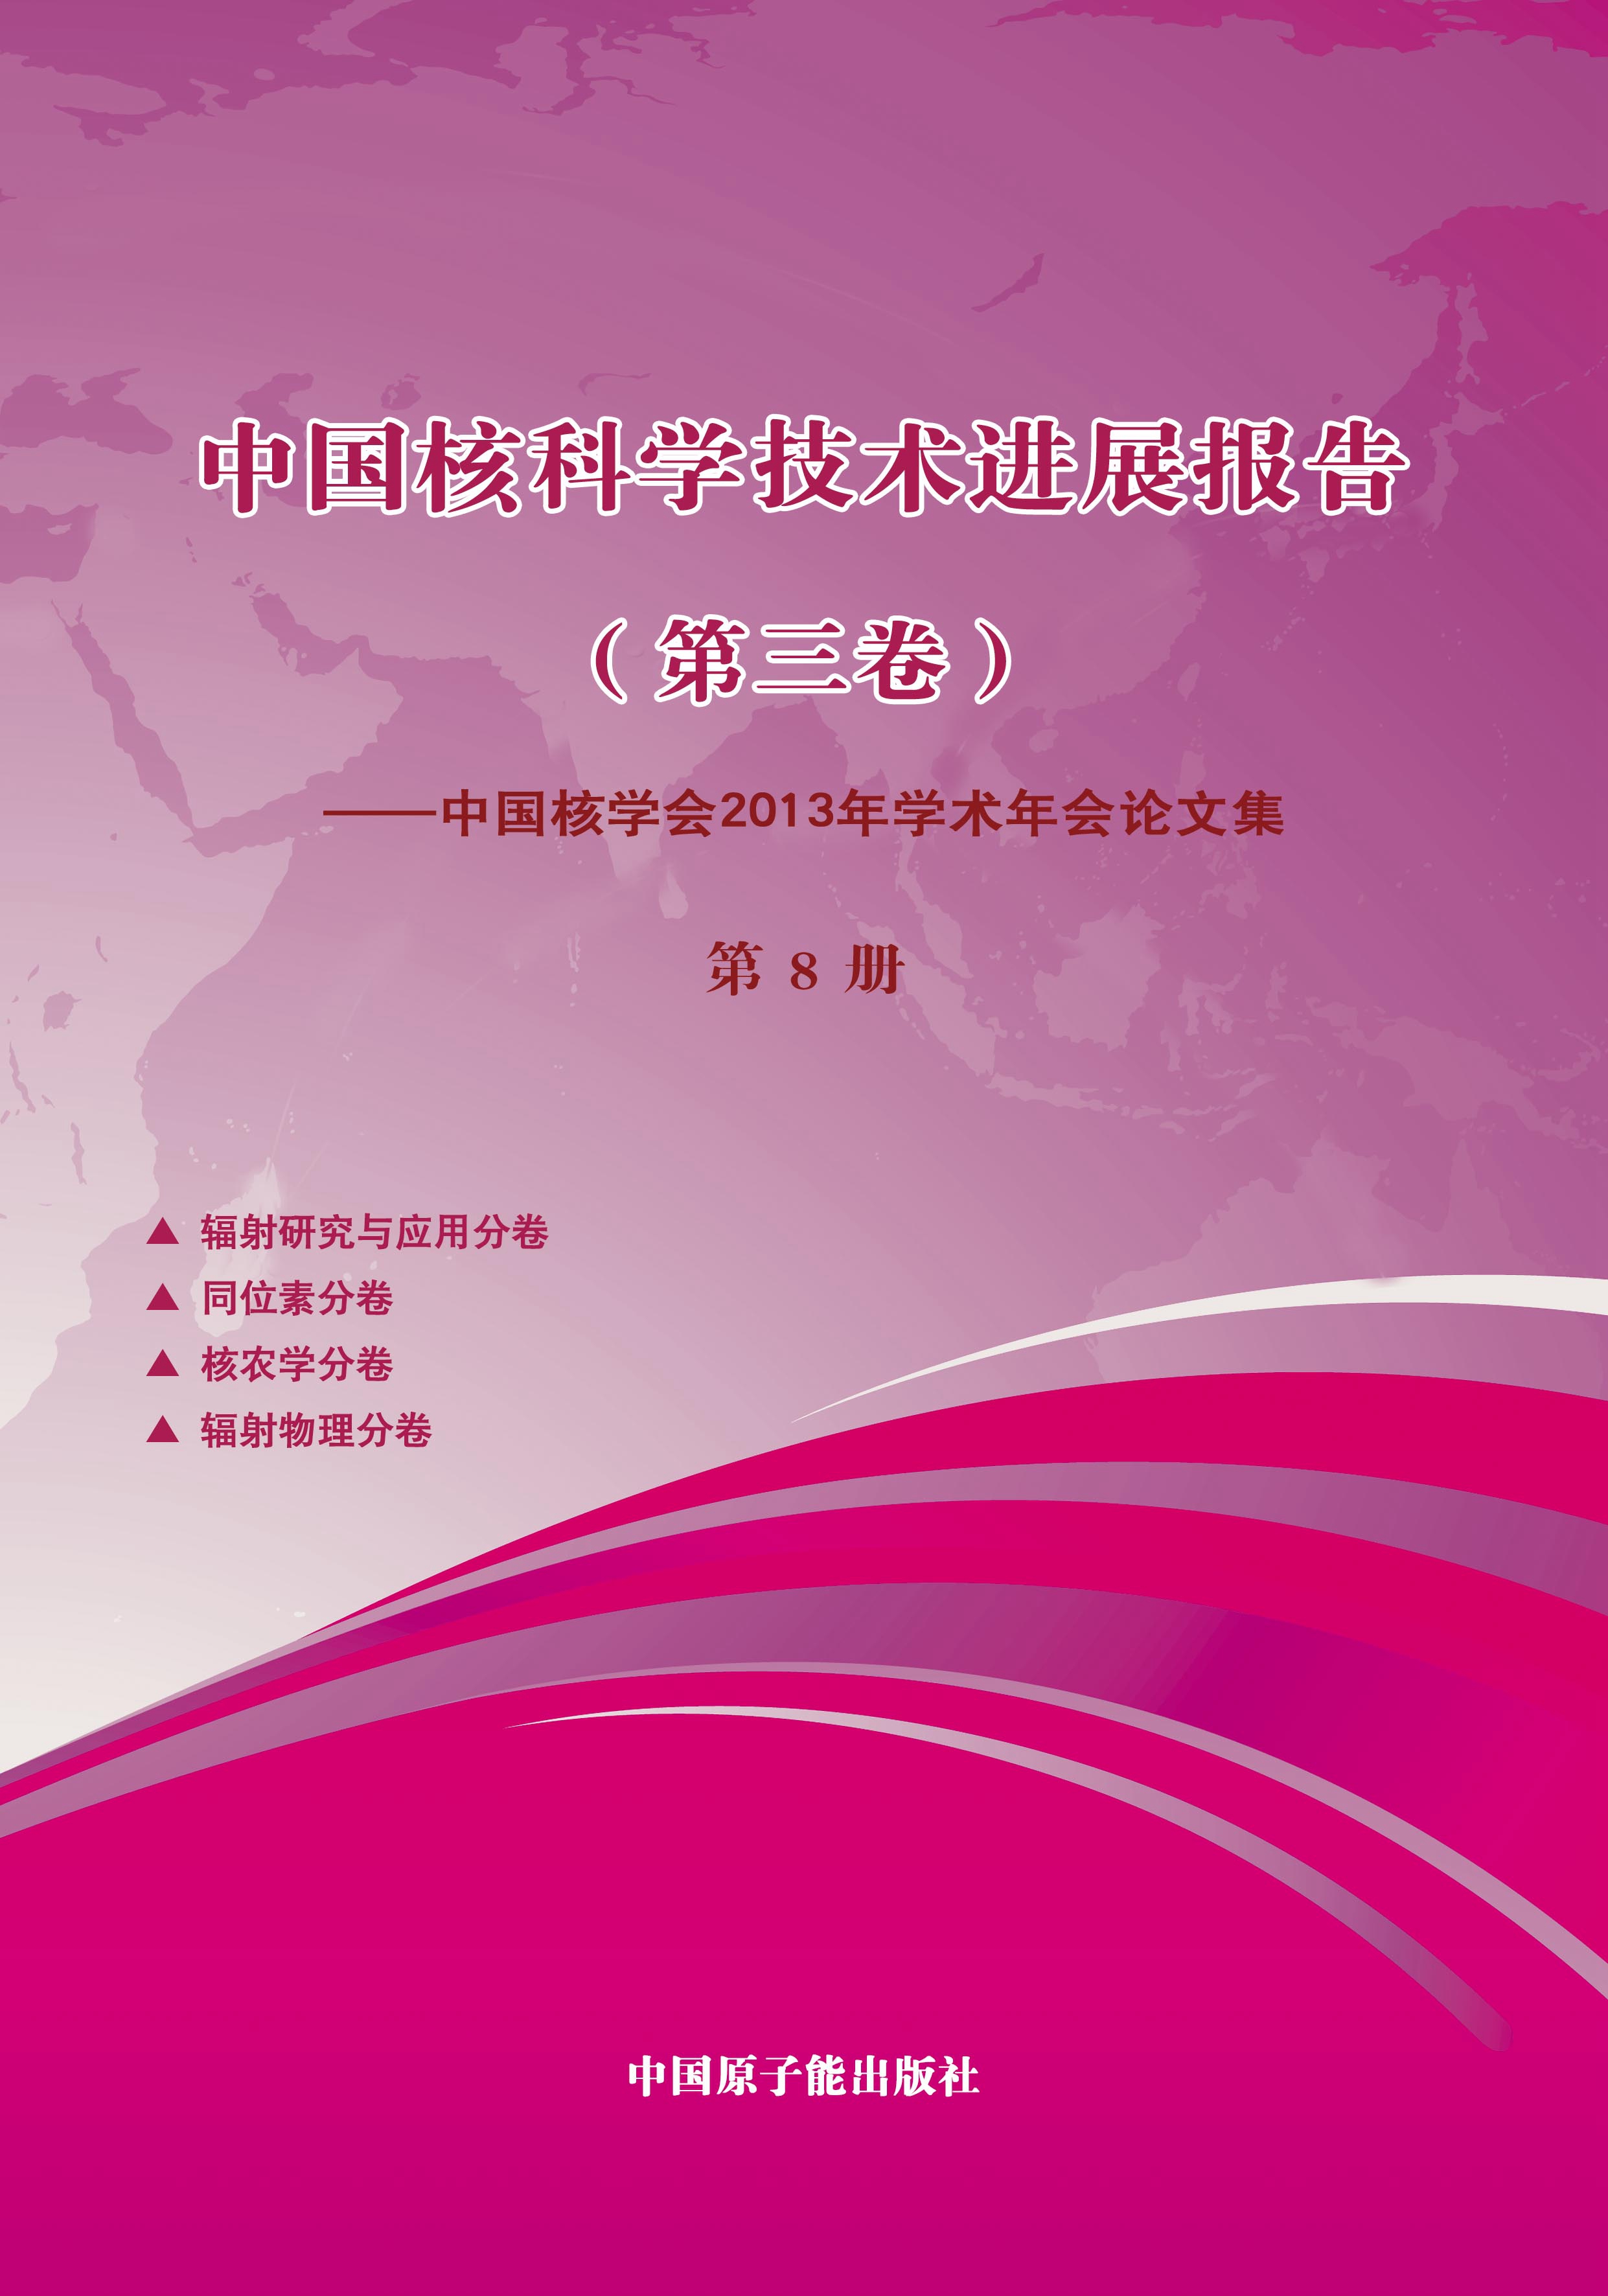 中国核科学技术进展报告
（第三卷）
——中国核学会2013年学术年会论文集
第 8 册
▲ 辐射研究与应用分卷
▲ 同位素分卷
▲ 核农学分卷
▲ 辐射物理分卷
中国原子能出版社